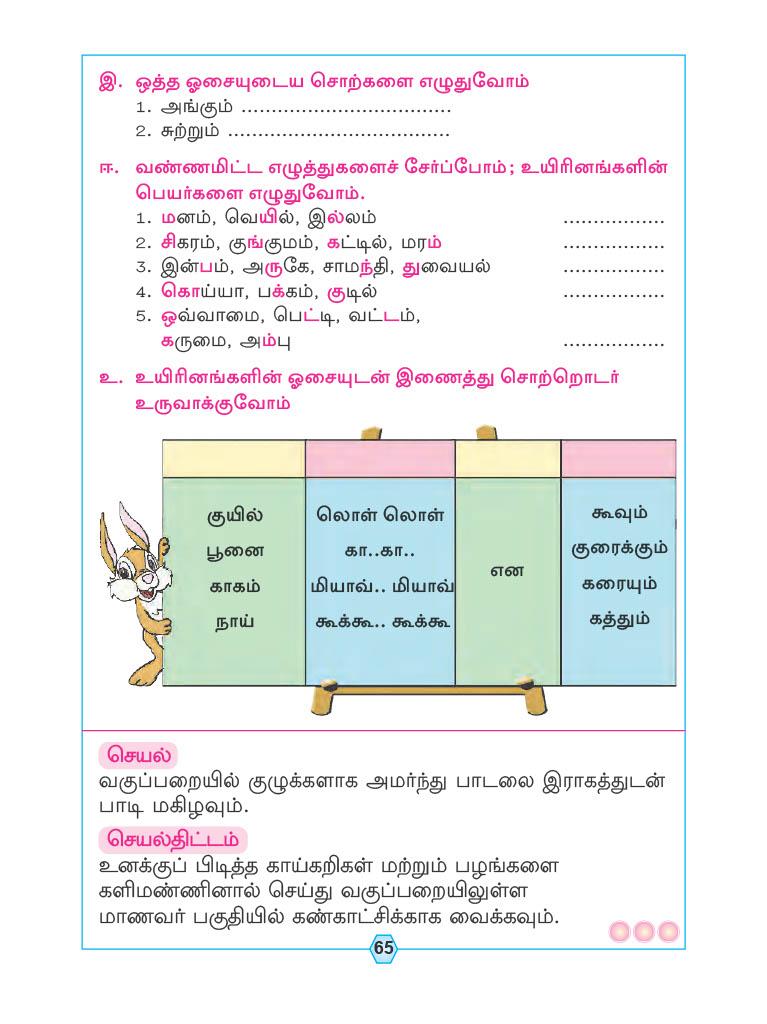 இ. ஒத்த ஓசையுடைய சொற்களை எழுதுவோம்
1. அங்கும் ...................................
2. சுற்றும் .....................................
ஈ. வண்ணமிட்ட எழுத்துகளைச் சேர்ப்போம்; உயிரினங்களின்
பெயர்களை எழுதுவோம்.
1. மனம், வெயில், இல்லம் .................
2. சிகரம், குங்குமம், கட்டில், மரம் .................
3. இன்பம், அருகே, சாமந்தி, துவையல் .................
4. கொய்யா, பக்கம், குடில் .................
5. ஒவ்வாமை, பெட்டி, வட்டம்,
கருமை, அம்பு .................
உ. உயிரினங்களின் ஓசையுடன் இணைத்து சொற்றொடர்
உருவாக்குவோம்
குயில் லொள் லொள் கூவும்
பூனை கா..கா.. குரைக்கும்
என
காகம் மியாவ்.. மியாவ் கரையும்
நாய் கூக்கூ.. கூக்கூ கத்தும்
செயல்
வகுப்பறையில் குழுக்களாக அமர்ந்து பாடலை இராகத்துடன்
பாடி மகிழவும்.
செயல்திட்டம்
உனக்குப் பிடித்த காய்கறிகள் மற்றும் பழங்களை
களிமண்ணினால் செய்து வகுப்பறையிலுள்ள
மாணவர் பகுதியில் கண்காட்சிக்காக வைக்கவும்.
65